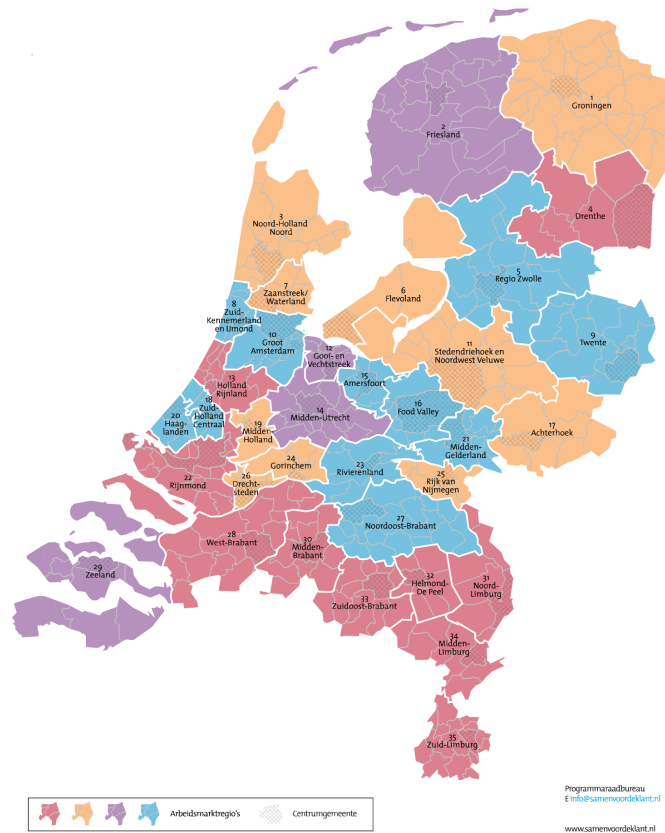 1
Groningen
2
Friesland
3
Noord-Holland
Noord
4
Drenthe
5
Regio Zwolle
6
Flevoland
7
Zaanstreek/
Waterland
8
Zuid-
Kennemerland
en IJmond
9
Twente
10
Groot
Amsterdam
11
Stedendriehoek en
Noordwest Veluwe
12
Gooi- en
Vechtstreek
13
Holland
Rijnland
14
Midden-Utrecht
15
Amersfoort
16
Food Valley
17
Achterhoek
18
Zuid-
Holland
Centraal
19
Midden-
Holland
20
Haag-
landen
21
Midden-
Gelderland
22
Rijnmond
23
Rivierenland
24
Gorinchem
25
Rijk van
Nijmegen
26
Drecht-
steden
27
Noordoost-Brabant
28
West-Brabant
29
Zeeland
30
Midden-
Brabant
31
Noord-
Limburg
32
Helmond-
De Peel
33
Zuidoost-Brabant
34
Midden-
Limburg
35
Zuid-Limburg
Arbeidsmarktregio's
Centrumgemeente
Programmaraadbureau
E info@samenvoordeklant.nl
www.samenvoordeklant.nl